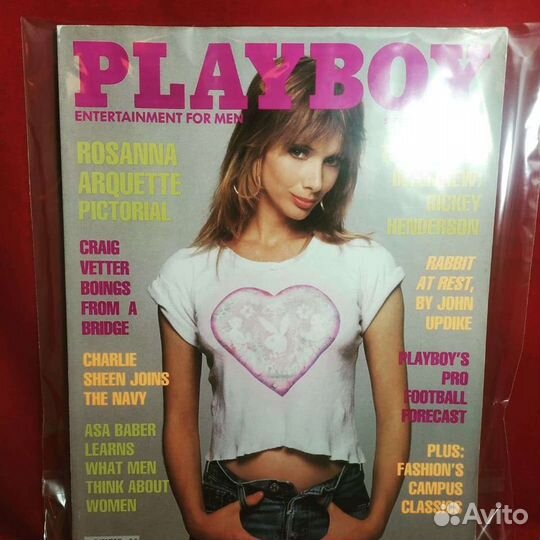 PLAYBOY
ENTERTAINMENT FOR MEN
ROSANNA
ARQUETTE
PICTORIAL
CRAIG
VETTER
BOINGS
FROM A
BRIDGE
CHARLIE
SHEEN JOINS
THE NAVY
ASA BABER
LEARNS
WHAT MEN
THINK ABOUT
WOMEN
INTERVIEW:
RICKEY
HENDERSON
RABBIT
AT REST,
BY JOHN
UPDIKE
PLAYBOY'S
PRO
FOOTBALL
FORECAST
PLUS:
FASHION'S
CAMPUS
CLASSICS
Avito